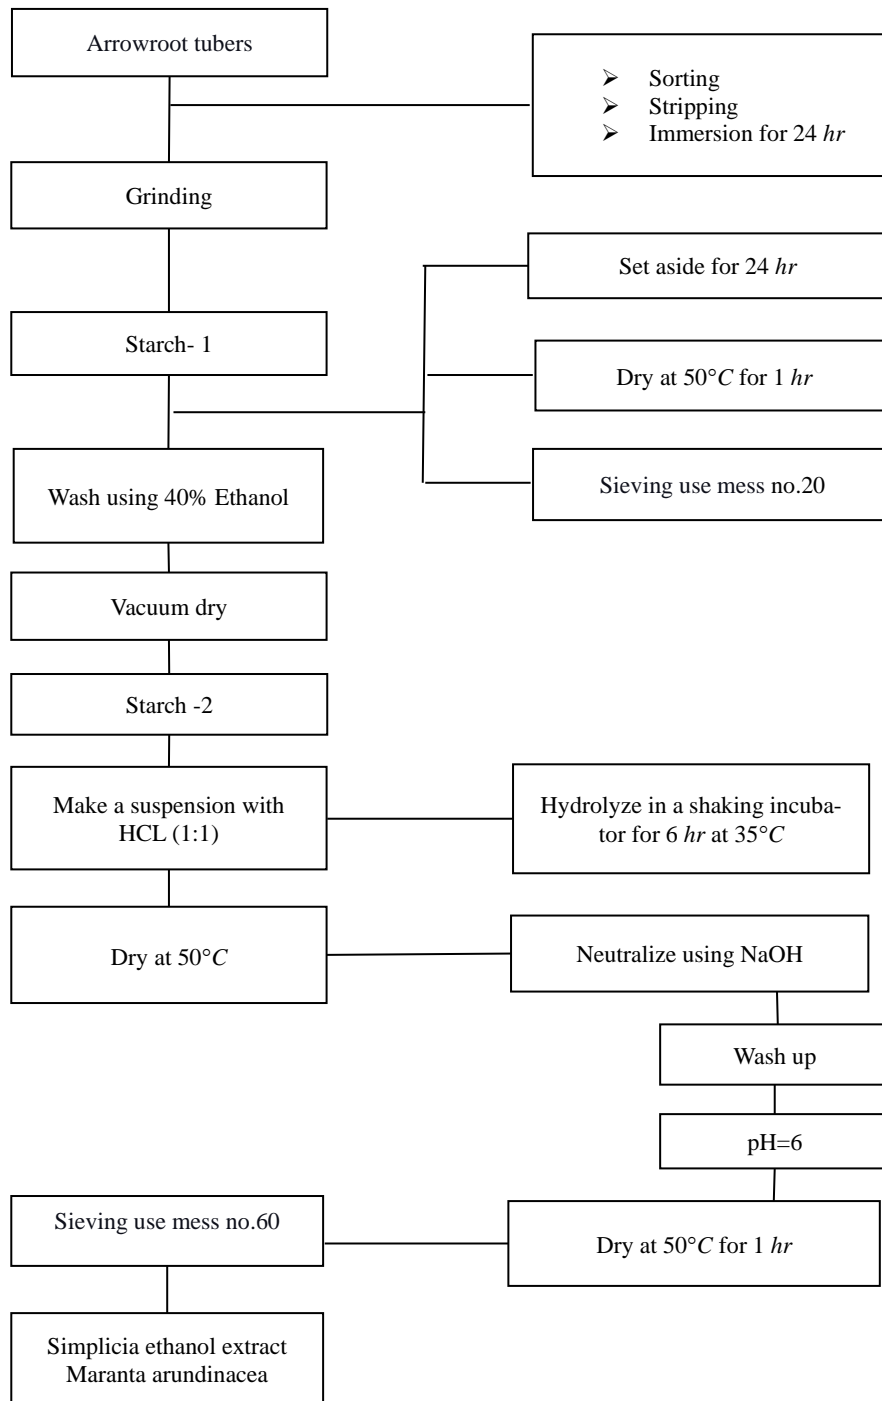 Arrowroot tubers
➢ Sorting
➢ Stripping
➢ Immersion for 24 hr
Grinding
Set aside for 24 hr
Starch- 1
Dry at 50°C for 1 hr
Wash using 40% Ethanol
Sieving use mess no.20
Vacuum dry
Starch -2
Make a suspension with
HCL (1:1)
Hydrolyze in a shaking incuba-
tor for 6 hr at 35°C
Dry at 50°C
Neutralize using NaOH
Wash up
pH=6
Dry at 50°C for 1 hr
Sieving use mess no.60
Simplicia ethanol extract
Maranta arundinacea